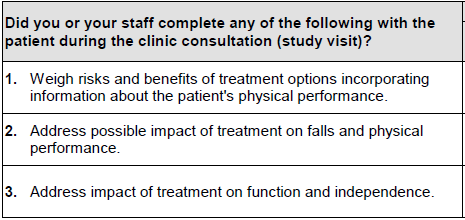 Did you or your staff complete any of the following with the
patient during the clinic consultation (study visit)?
1. Weigh risks and benefits of treatment options incorporating
information about the patient's physical performance.
2. Address possible impact of treatment on falls and physical
performance.
3. Address impact of treatment on function and independence.